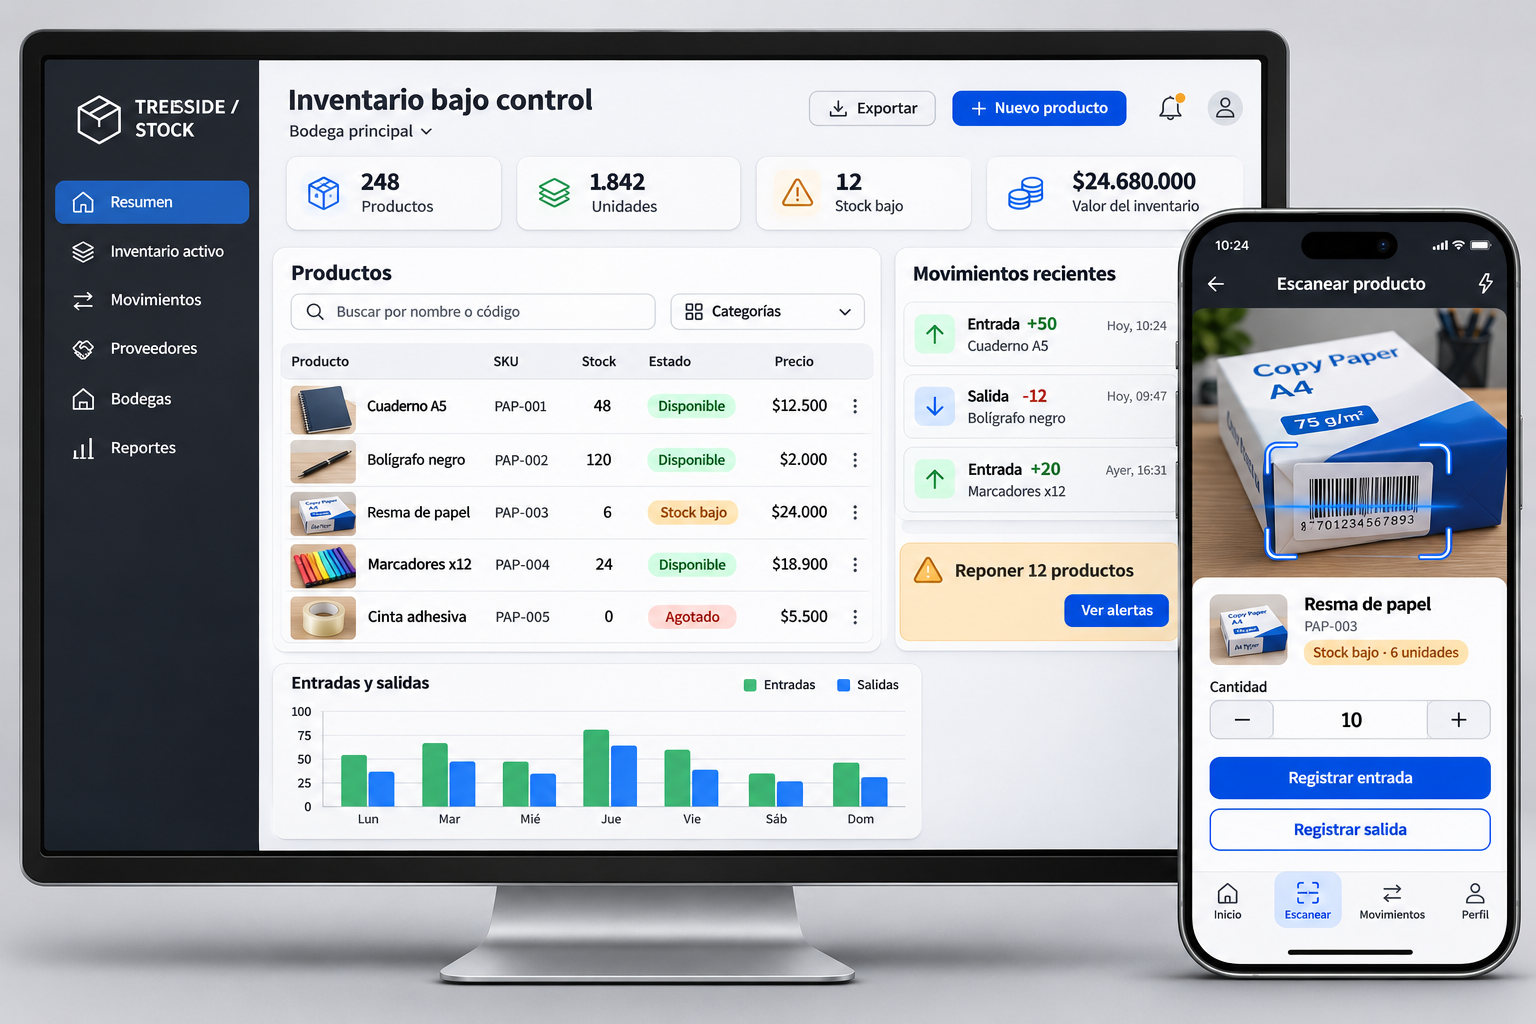 TREESSIDE /
STOCK
Resumen
Inventario activo
Movimientos
Proveedores
Bodegas
Reportes
Inventario bajo control
Bodega principal
Exportar
+ Nuevo producto
248
Productos
1.842
Unidades
12
Stock bajo
$24.680.000
Valor del inventario
Productos
Buscar por nombre o código
Categorías
Producto SKU Stock Estado Precio
Cuaderno A5 PAP-001 48 Disponible $12.500
Bolígrafo negro PAP-002 120 Disponible $2.000
Resma de papel PAP-003 6 Stock bajo $24.000
Marcadores x12 PAP-004 24 Disponible $18.900
Cinta adhesiva PAP-005 0 Agotado $5.500
Movimientos recientes
Entrada +50 Hoy, 10:24
Cuaderno A5
Salida -12 Hoy, 09:47
Bolígrafo negro
Entrada +20 Ayer, 16:31
Marcadores x12
Reponer 12 productos
Ver alertas
Entradas y salidas
Entradas Salidas
100
75
50
25
0
Lun Mar Mié Jue Vie Sáb Dom
10:24
Escanear producto
Copy Paper
A4
75 g/m²
9 701234 567893
Copy Paper
A4
Resma de papel
PAP-003
Stock bajo · 6 unidades
Cantidad
− 10 +
Registrar entrada
Registrar salida
Inicio Escanear Movimientos Perfil